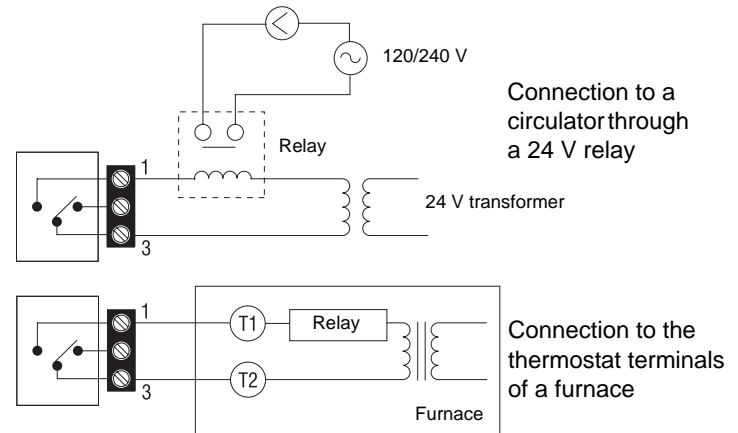 120/240 V
Connection to a
circulator through
a 24 V relay
Relay
1
24 V transformer
3
1
T1
Relay
Connection to the
thermostat terminals
of a furnace
T2
3
Furnace